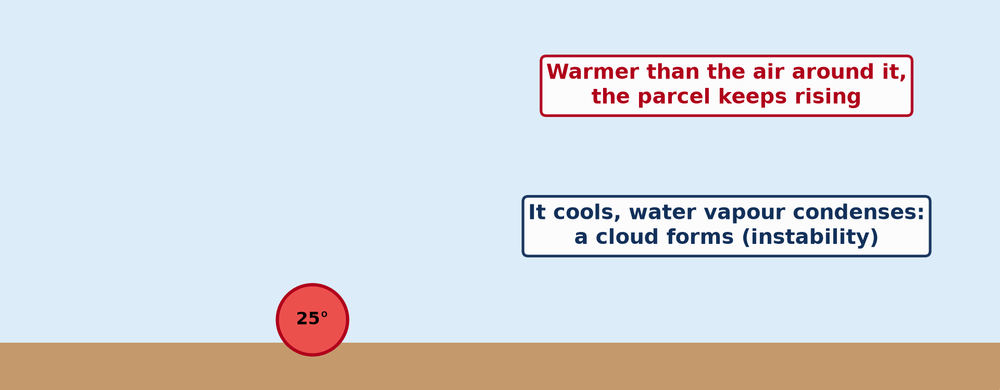 Warmer than the air around it,
the parcel keeps rising
It cools, water vapour condenses:
a cloud forms (instability)
25°